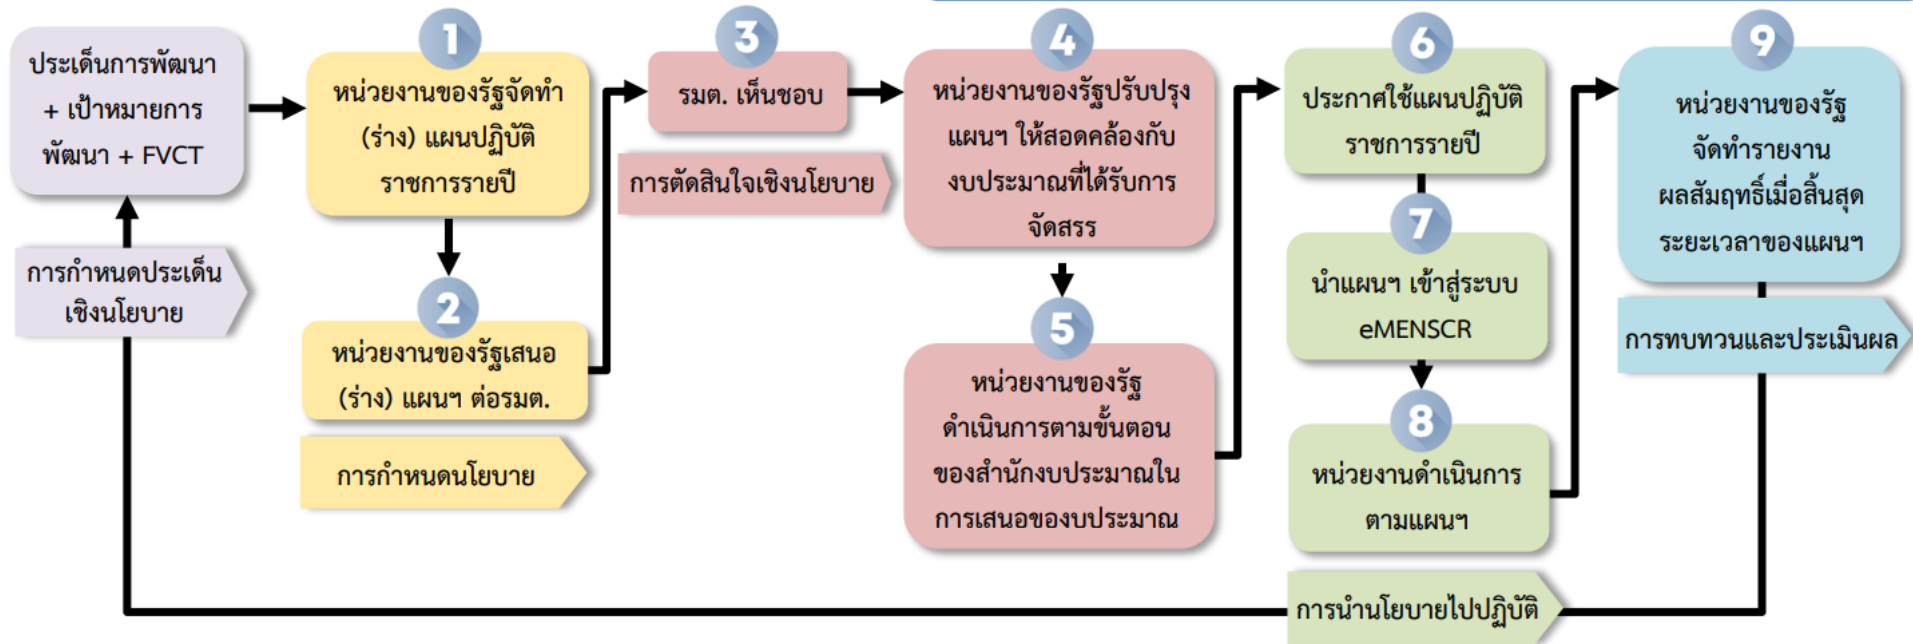 ประเด็นการพัฒนา
+ เป้าหมายการ
พัฒนา + FVCT
การกำหนดประเด็น
เชิงนโยบาย
1
หน่วยงานของรัฐจัดทำ
(ร่าง) แผนปฏิบัติ
ราชการรายปี
2
หน่วยงานของรัฐเสนอ
(ร่าง) แผนฯ ต่อรมต.
การกำหนดนโยบาย
3
รมต. เห็นชอบ
การตัดสินใจเชิงนโยบาย
4
หน่วยงานของรัฐปรับปรุง
แผนฯ ให้สอดคล้องกับ
งบประมาณที่ได้รับการ
จัดสรร
5
หน่วยงานของรัฐ
ดำเนินการตามขั้นตอน
ของสำนักงบประมาณใน
การเสนอของบประมาณ
6
ประกาศใช้แผนปฏิบัติ
ราชการรายปี
7
นำแผนฯ เข้าสู่ระบบ
eMENSCR
8
หน่วยงานดำเนินการ
ตามแผนฯ
การนำนโยบายไปปฏิบัติ
9
หน่วยงานของรัฐ
จัดทำรายงาน
ผลสัมฤทธิ์เมื่อสิ้นสุด
ระยะเวลาของแผนฯ
การทบทวนและประเมินผล